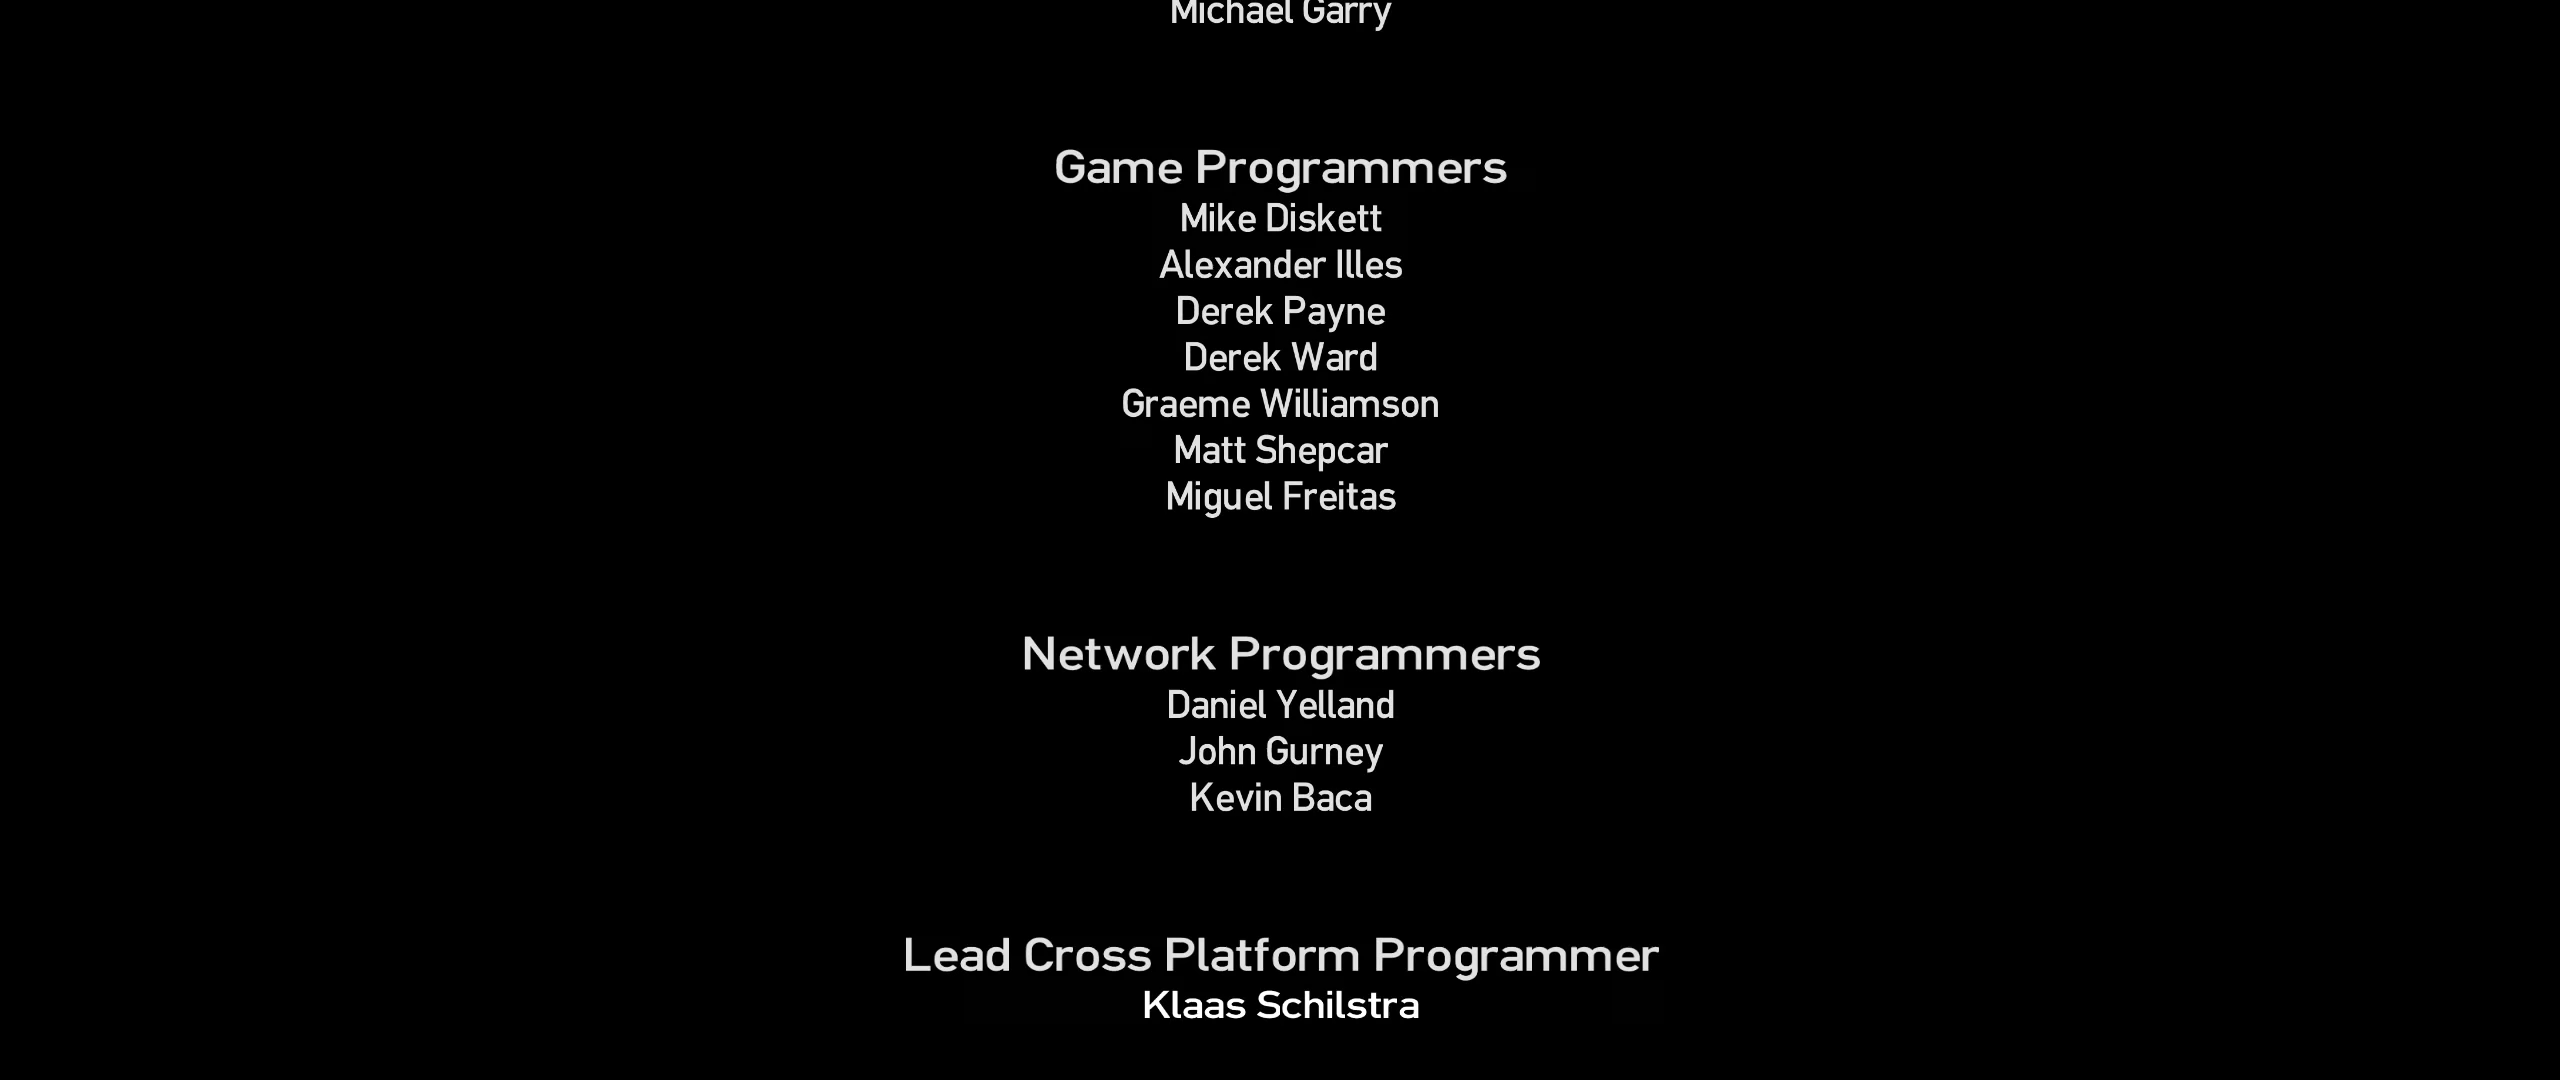 Michael Garry
Game Programmers
Mike Diskett
Alexander Illes
Derek Payne
Derek Ward
Graeme Williamson
Matt Shepcar
Miguel Freitas
Network Programmers
Daniel Yelland
John Gurney
Kevin Baca
Lead Cross Platform Programmer
Klaas Schilstra